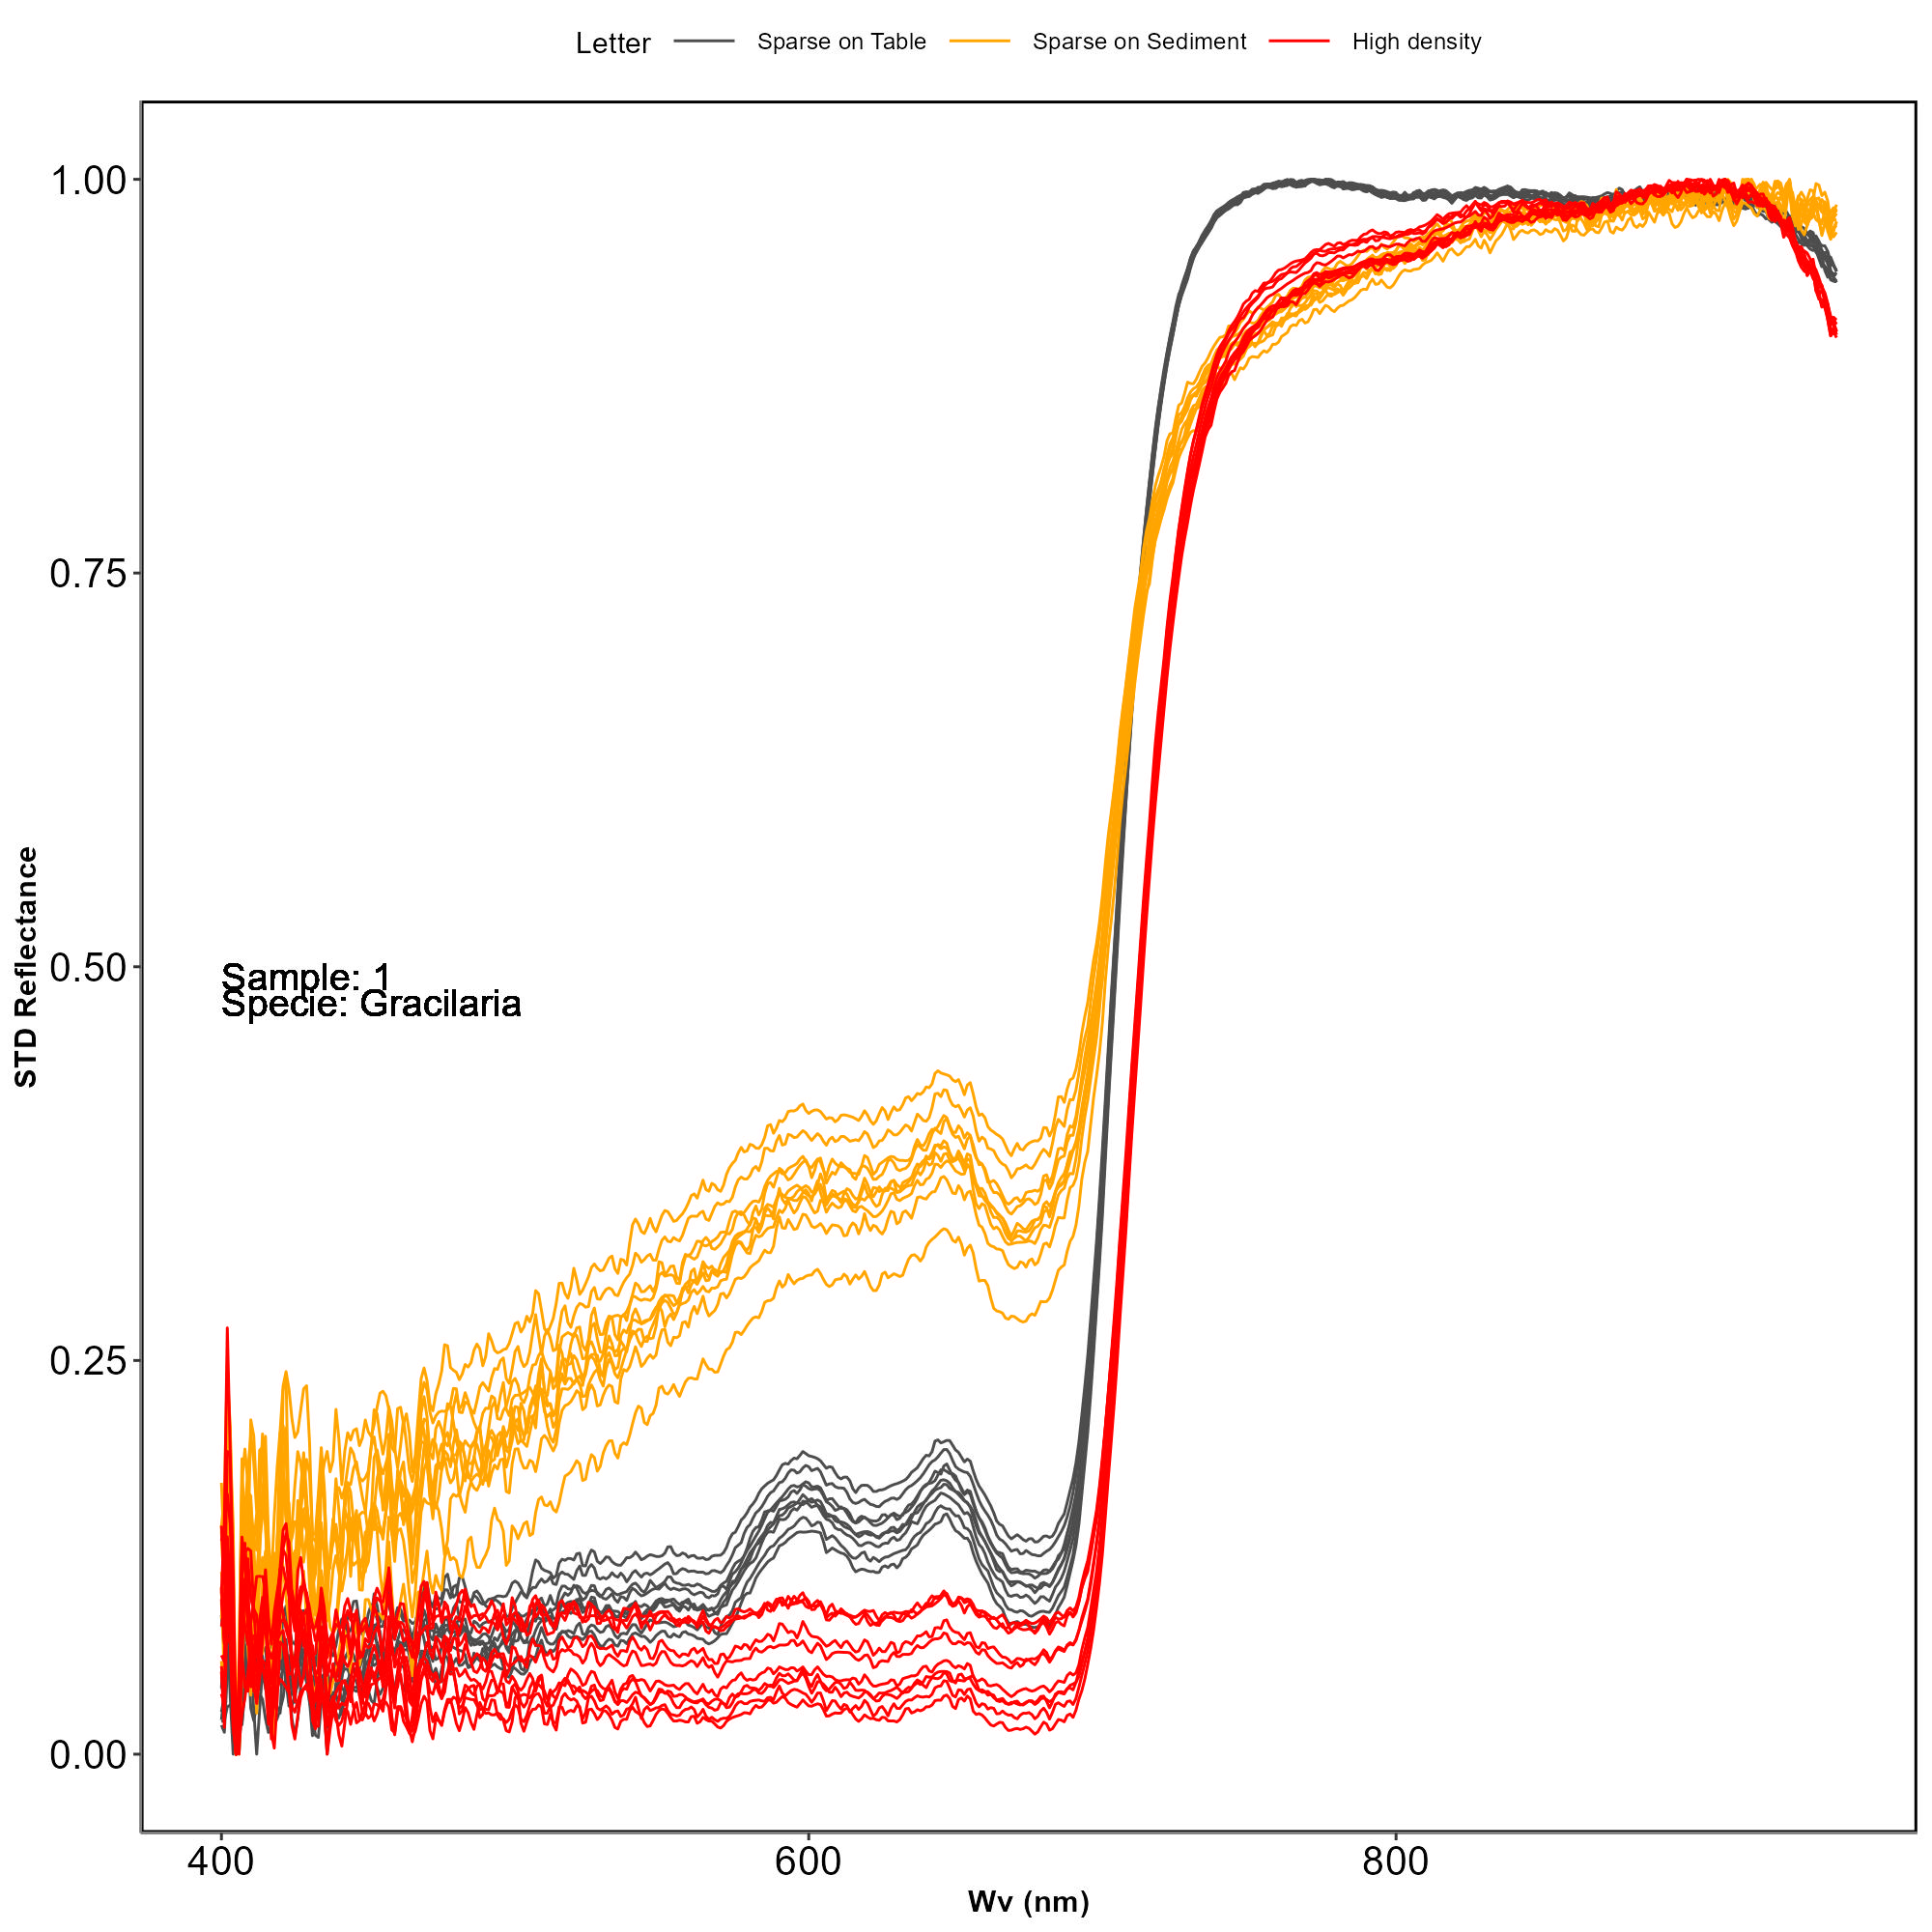 Letter Sparse on Table Sparse on Sediment High density
1.00
0.75
0.50
0.25
0.00
STD Reflectance
Sample: 1
Specie: Gracilaria
400 600 800
Wv (nm)